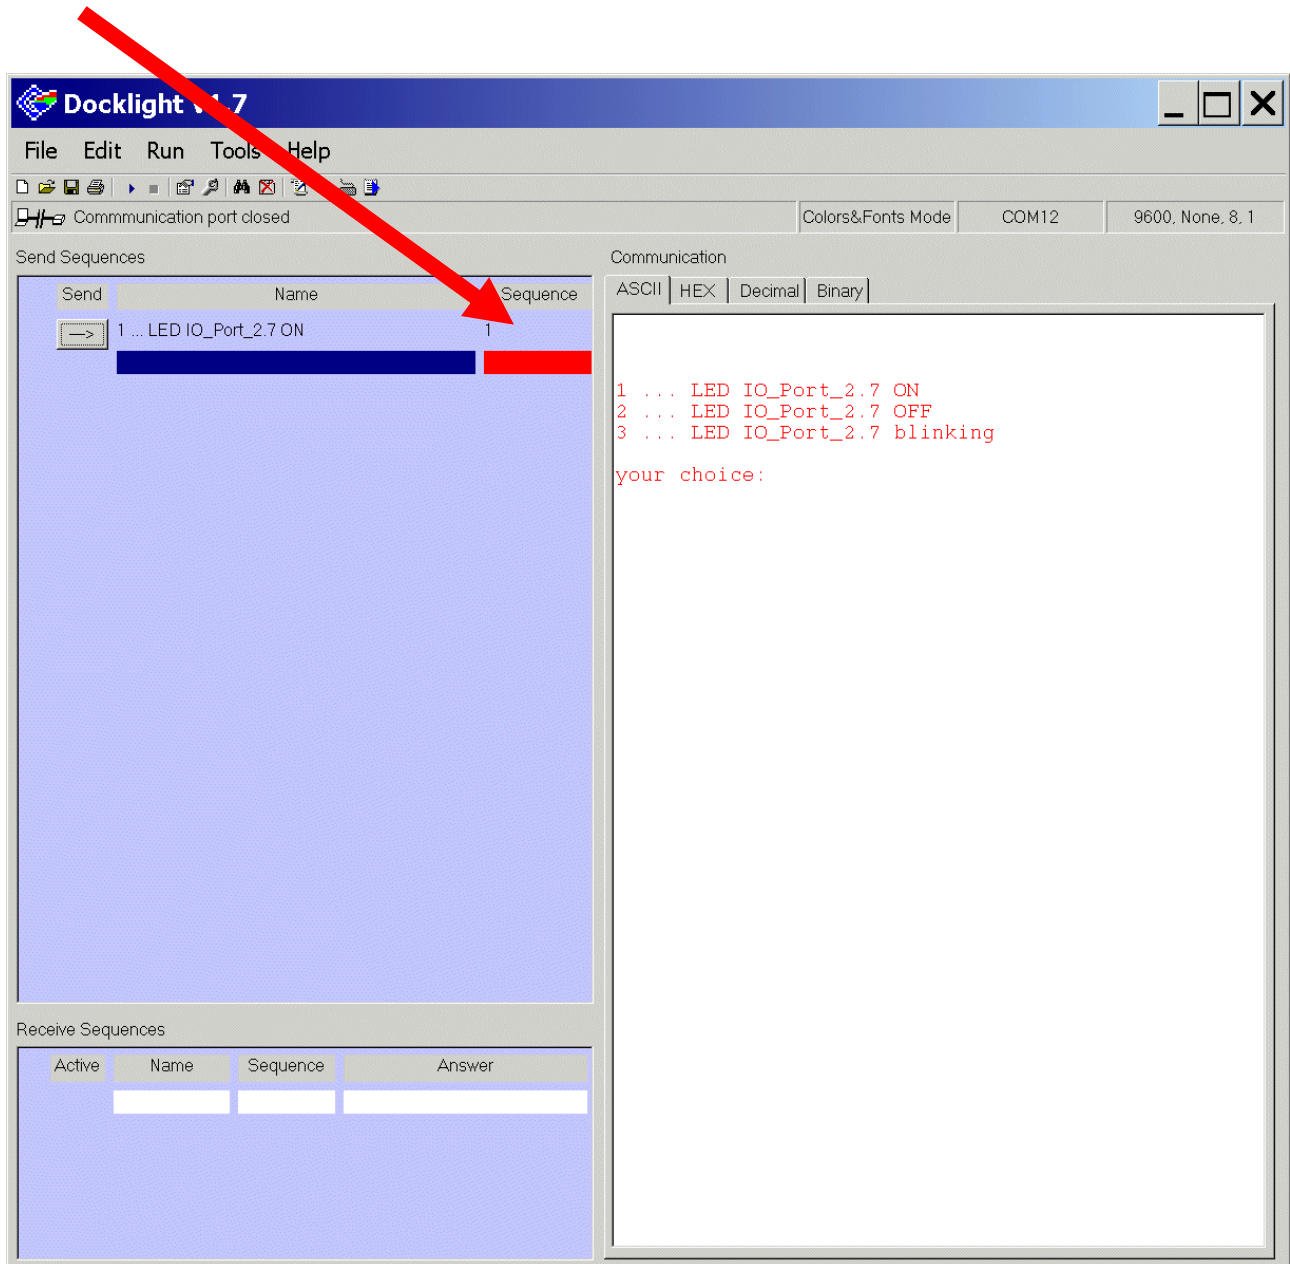 Docklight
File Edit Run Tools Help
Commmunication port closed
Colors&Fonts Mode
COM12
9600, None, 8, 1
Send Sequences
Send Name Sequence
--> 1 ... LED IO_Port_2.7 ON 1
Receive Sequences
Active Name Sequence Answer
Communication
ASCII HEX Decimal Binary
1 ... LED IO_Port_2.7 ON
2 ... LED IO_Port_2.7 OFF
3 ... LED IO_Port_2.7 blinking
your choice: